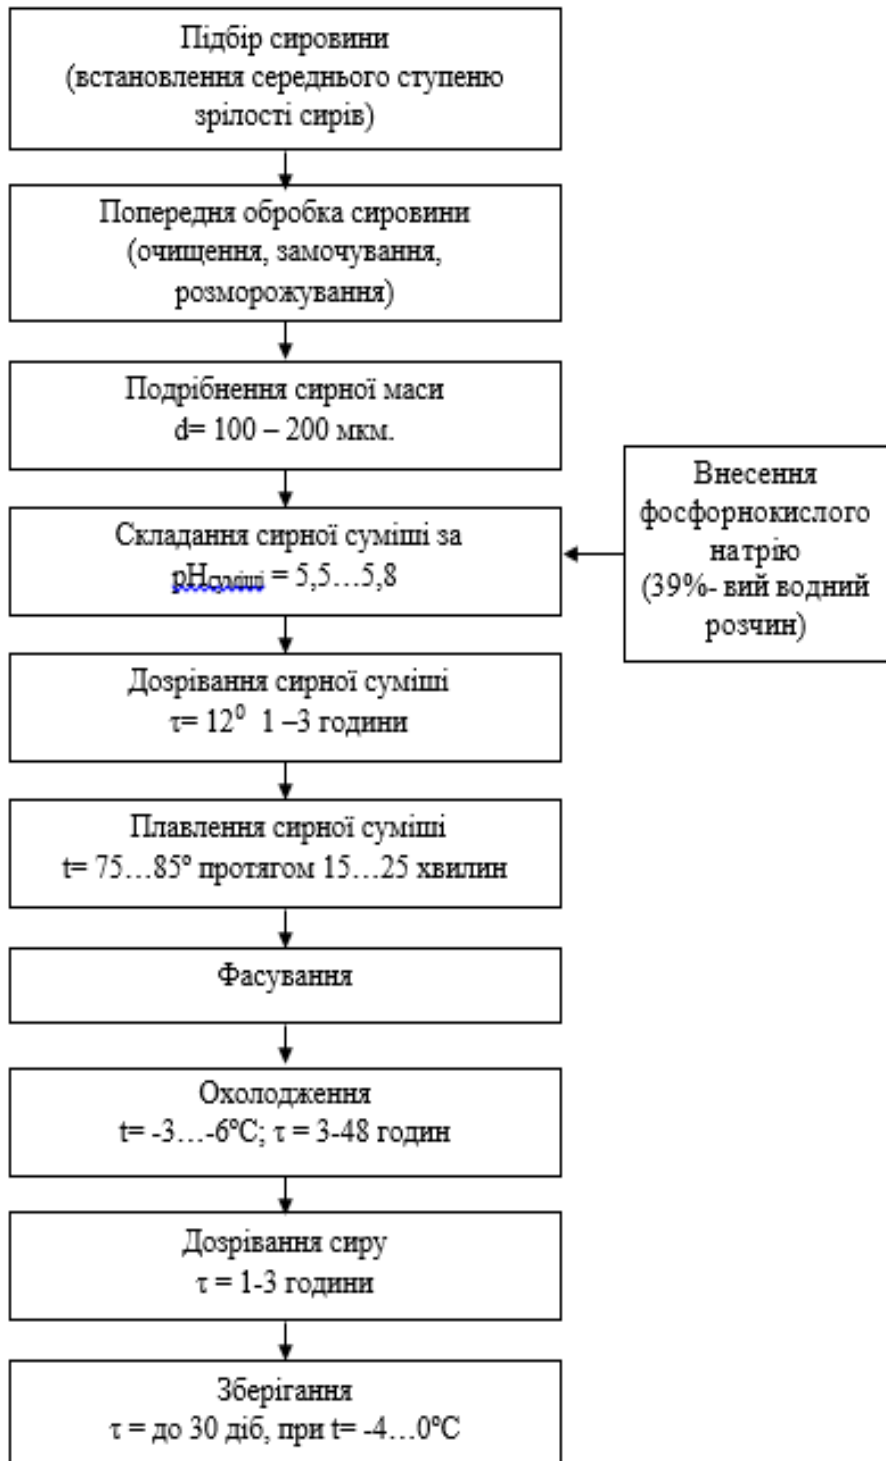 Підбір сировини
(встановлення середнього ступеню
зрілості сирів)
Попередня обробка сировини
(очищення, замочування,
розморожування)
Подрібнення сирної маси
d= 100 – 200 мкм.
Складання сирної суміші за
pHсуміші = 5,5…5,8
Внесення
фосфорнокислого
натрію
(39%- вий водний
розчин)
Дозрівання сирної суміші
τ= 12⁰ 1 –3 години
Плавлення сирної суміші
t= 75…85º протягом 15…25 хвилин
Фасування
Охолодження
t= -3…-6ºС; τ = 3-48 годин
Дозрівання сиру
τ = 1-3 години
Зберігання
τ = до 30 діб, при t= -4…0ºС